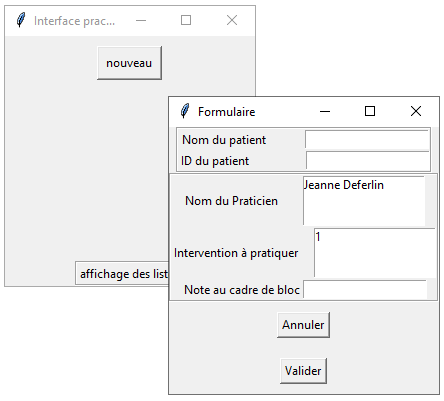 Interface prac...
nouveau
affichage des list
Formulaire
Nom du patient
ID du patient
Nom du Praticien
Jeanne Deferlin
Intervention à pratiquer
1
Note au cadre de bloc
Annuler
Valider